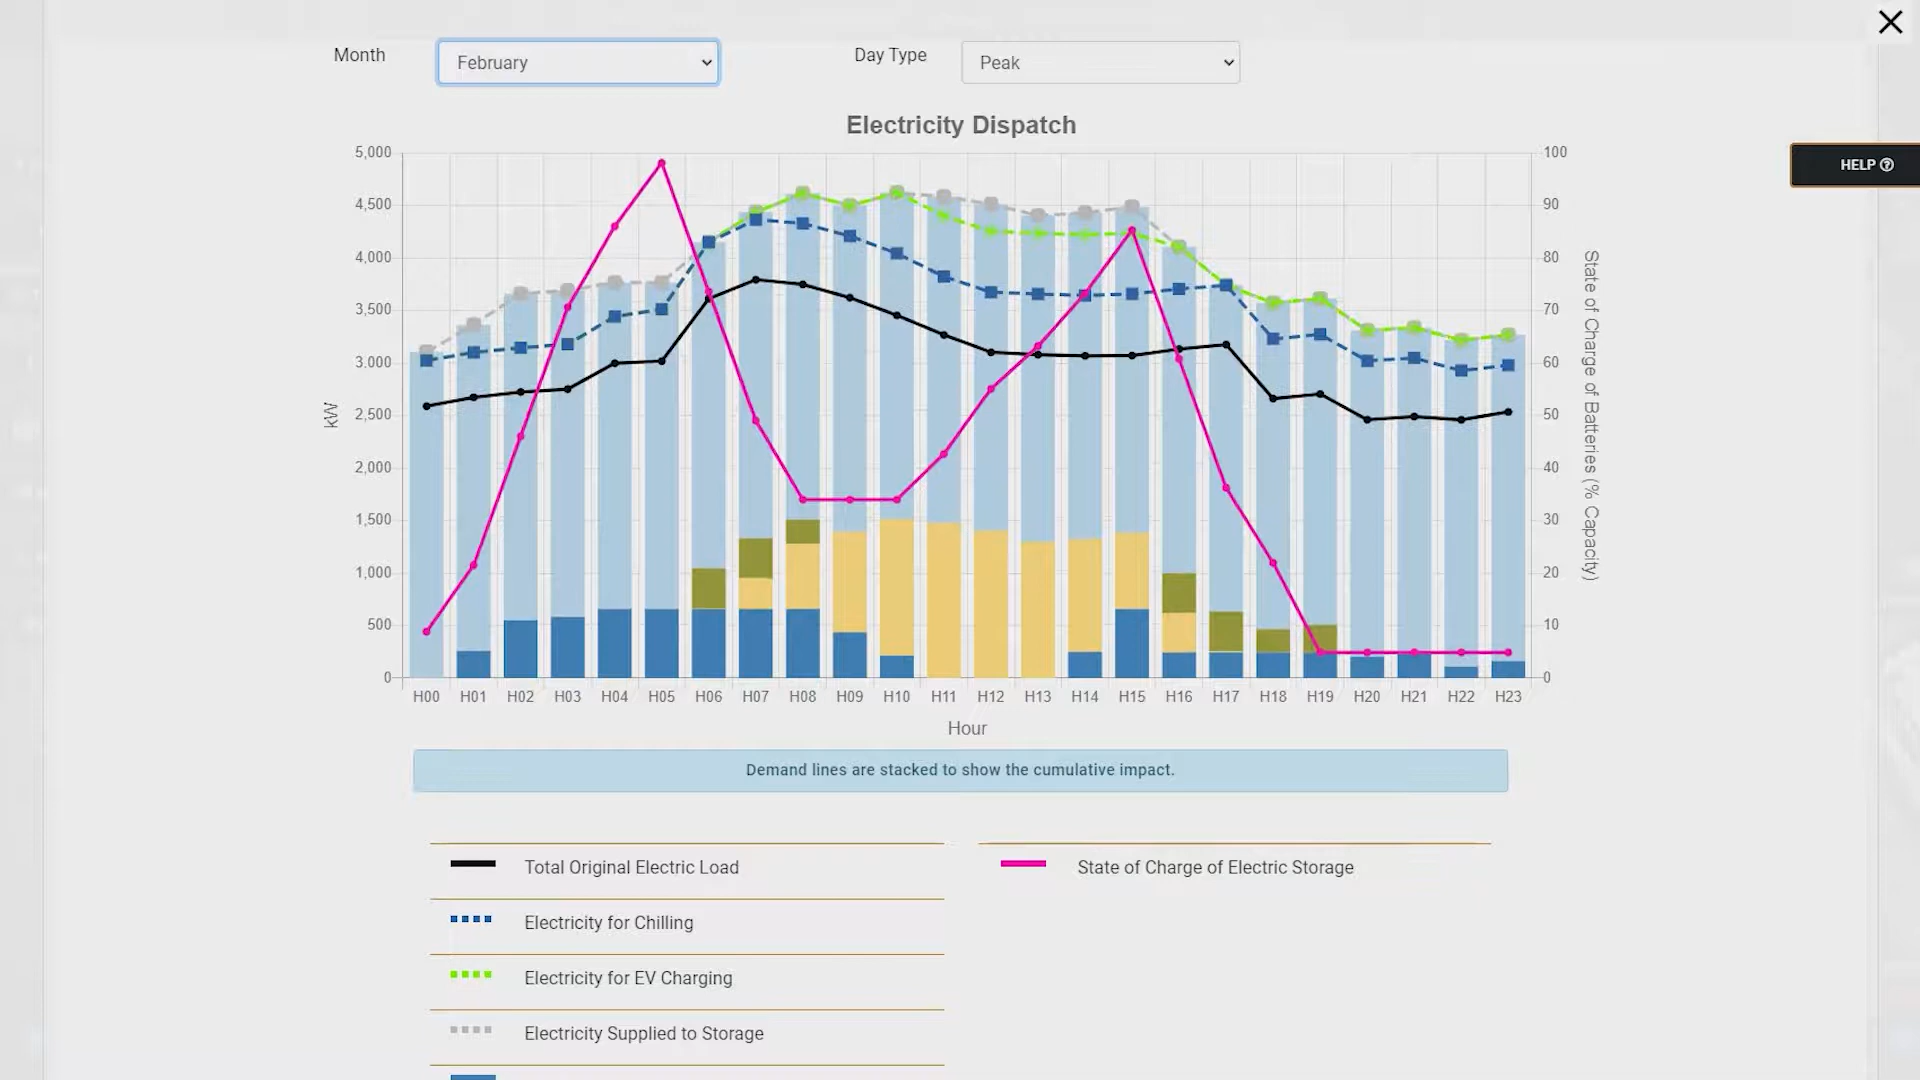 Month
February
Day Type
Peak
Electricity Dispatch
HELP
5,000
4,500
4,000
3,500
3,000
2,500
2,000
1,500
1,000
500
0
kW
100
90
80
70
60
50
40
30
20
10
0
State of Charge of Batteries (% Capacity)
H00 H01 H02 H03 H04 H05 H06 H07 H08 H09 H10 H11 H12 H13 H14 H15 H16 H17 H18 H19 H20 H21 H22 H23
Hour
Demand lines are stacked to show the cumulative impact.
Total Original Electric Load
State of Charge of Electric Storage
Electricity for Chilling
Electricity for EV Charging
Electricity Supplied to Storage